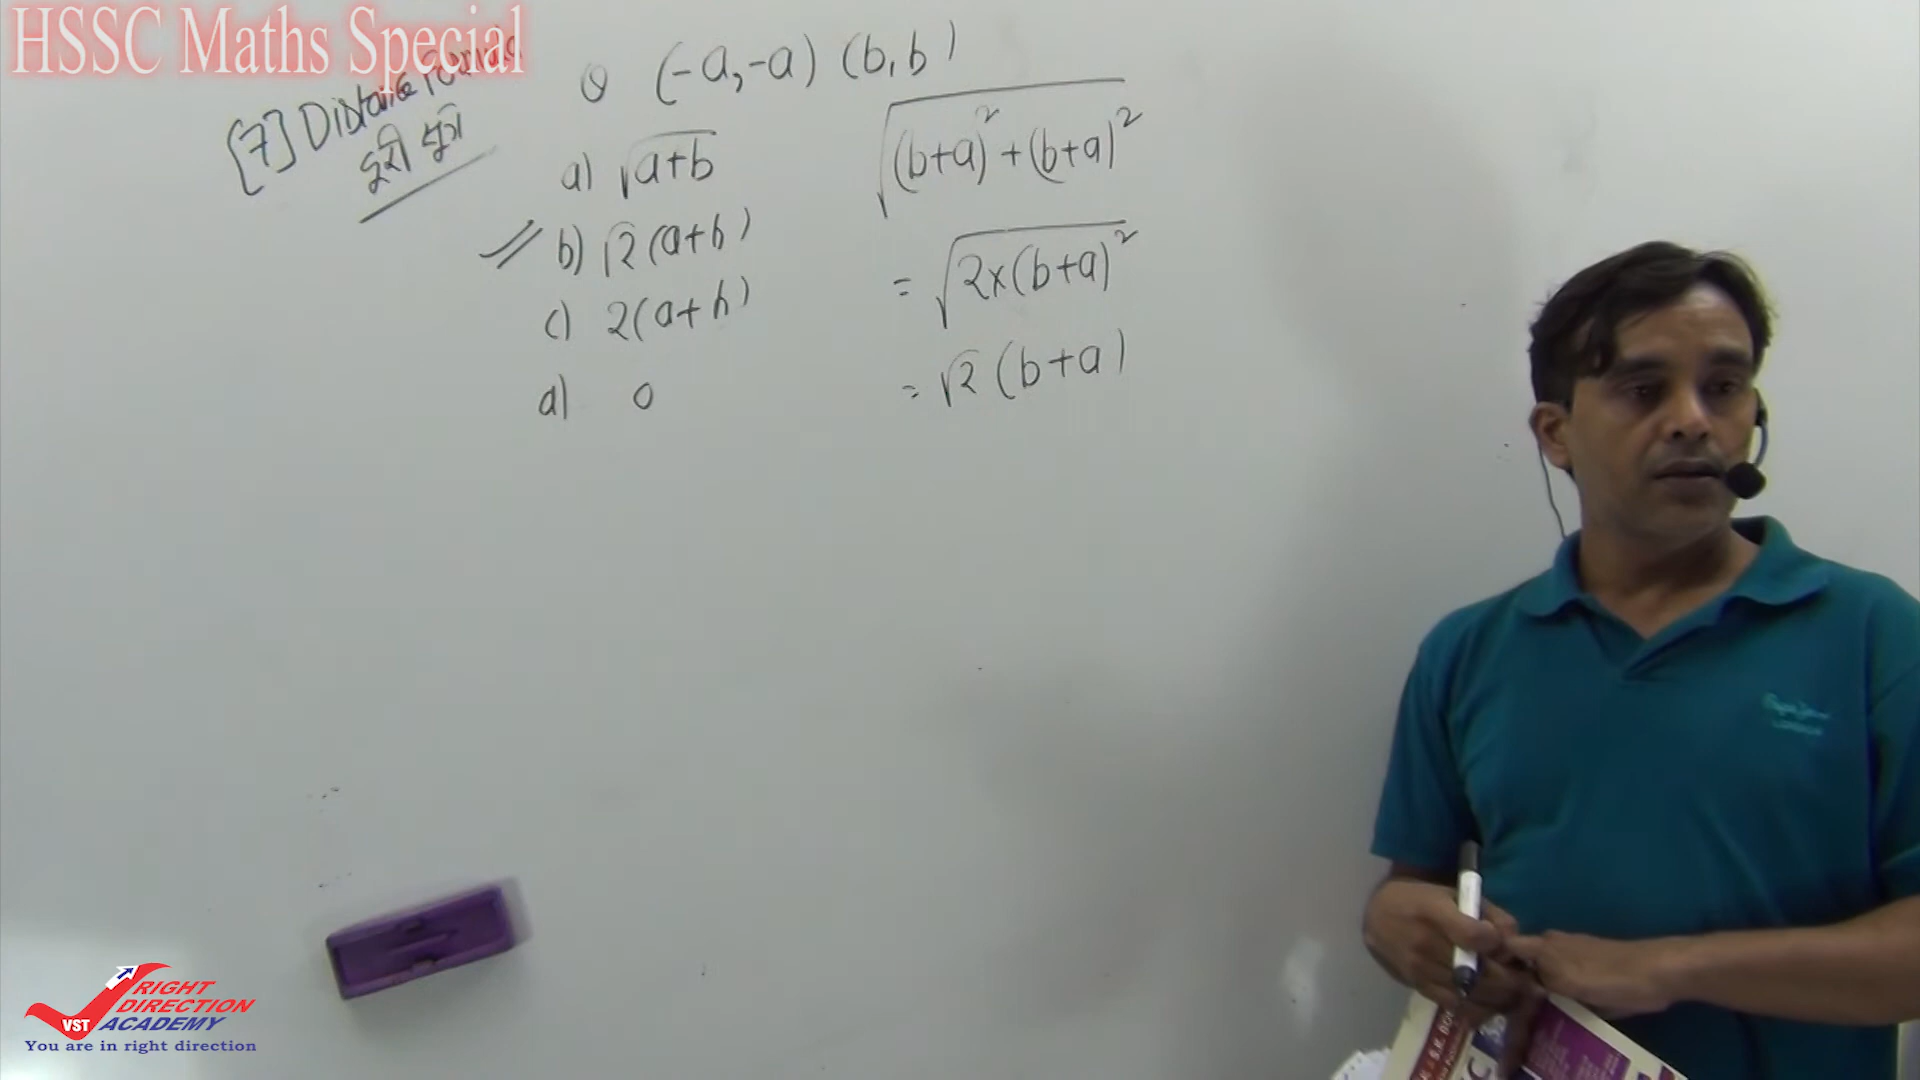 HSSC Maths Special
[7] Distance Formula
दूरी सूत्र
Q (-a,-a) (b,b)
a) √a+b
b) √2(a+b)
c) 2(a+b)
d) 0
√(b+a)²+(b+a)²
= √2×(b+a)²
= √2 (b+a)
VST
RIGHT
DIRECTION
ACADEMY
You are in right direction